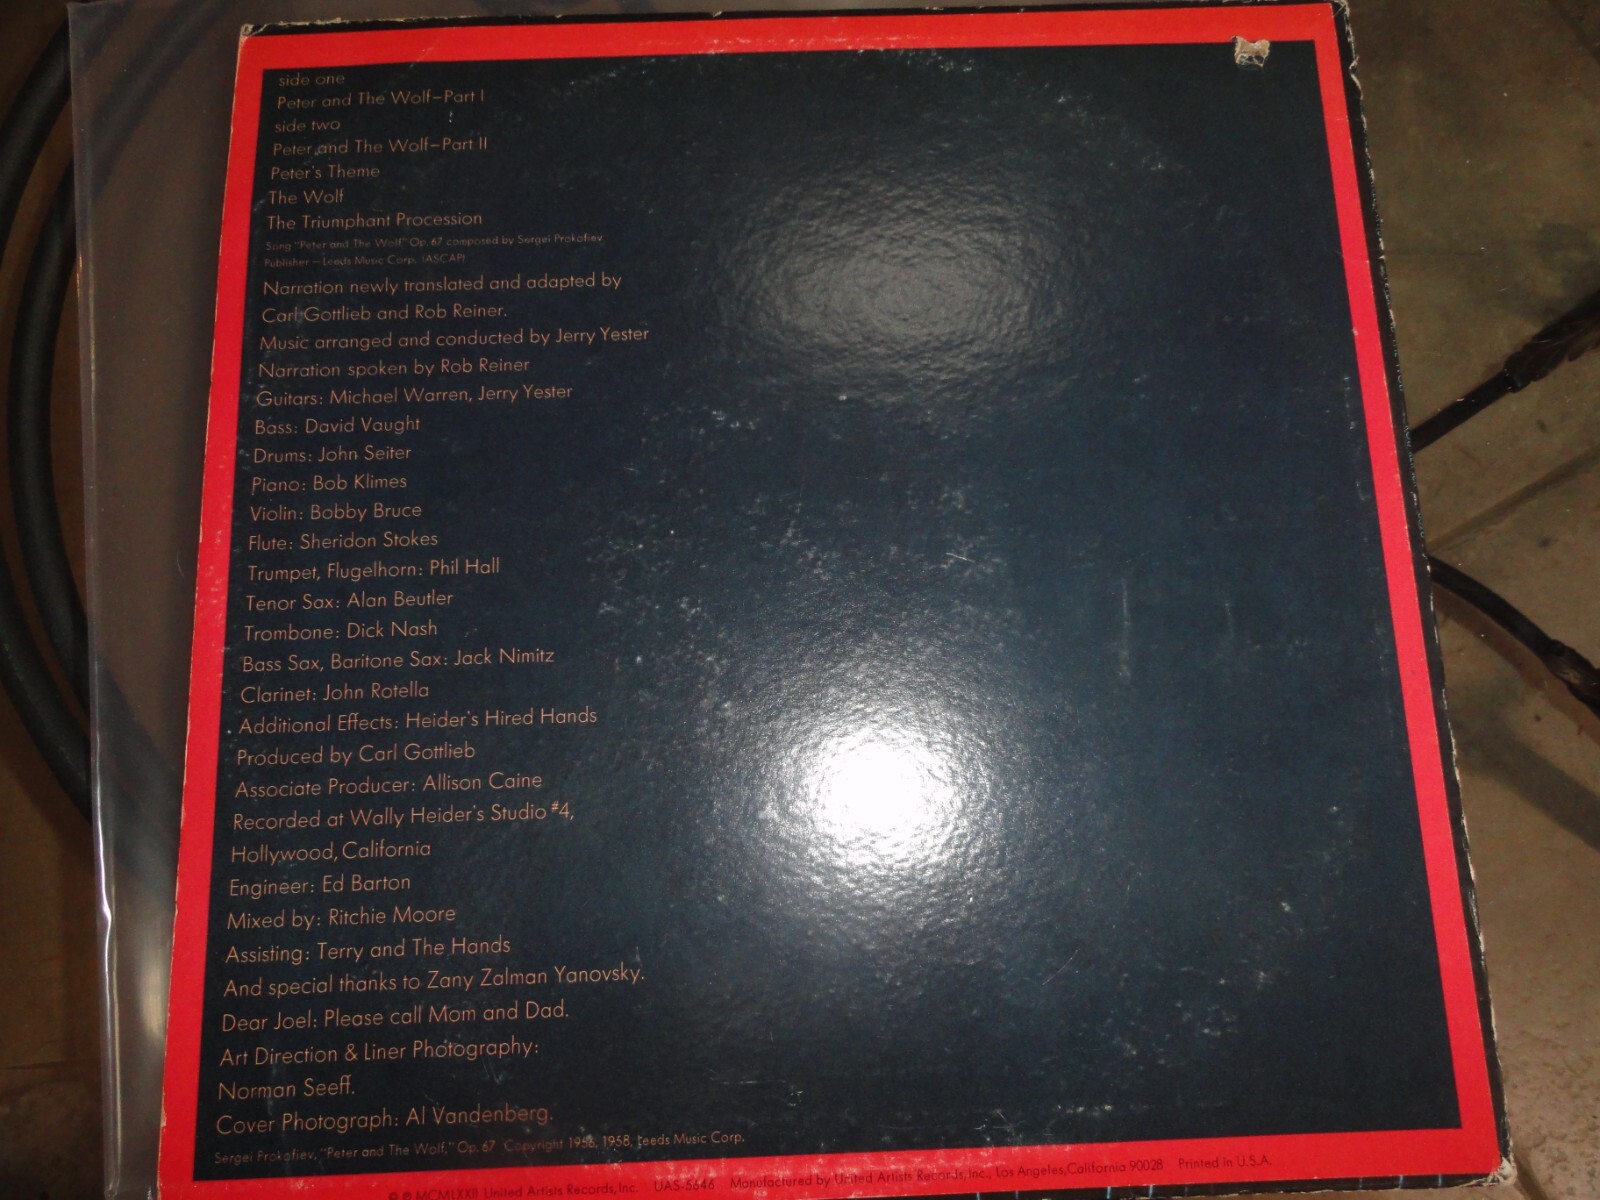 side one
Peter and The Wolf–Part I
side two
Peter and The Wolf–Part II
Peter's Theme
The Wolf
The Triumphant Procession
Song "Peter and The Wolf" Op. 67 composed by Sergei Prokofiev
Publisher – Leeds Music Corp. (ASCAP)
Narration newly translated and adapted by
Carl Gottlieb and Rob Reiner.
Music arranged and conducted by Jerry Yester
Narration spoken by Rob Reiner
Guitars: Michael Warren, Jerry Yester
Bass: David Vaught
Drums: John Seiter
Piano: Bob Klimes
Violin: Bobby Bruce
Flute: Sheridon Stokes
Trumpet, Flugelhorn: Phil Hall
Tenor Sax: Alan Beutler
Trombone: Dick Nash
Bass Sax, Baritone Sax: Jack Nimitz
Clarinet: John Rotella
Additional Effects: Heider's Hired Hands
Produced by Carl Gottlieb
Associate Producer: Allison Caine
Recorded at Wally Heider's Studio #4,
Hollywood, California
Engineer: Ed Barton
Mixed by: Ritchie Moore
Assisting: Terry and The Hands
And special thanks to Zany Zalman Yanovsky.
Dear Joel: Please call Mom and Dad.
Art Direction & Liner Photography:
Norman Seeff.
Cover Photograph: Al Vandenberg.
Sergei Prokofiev, "Peter and The Wolf," Op. 67 Copyright 1956, 1958, Leeds Music Corp.
© ℗ MCMLXXII United Artists Records, Inc. UAS-5646 Manufactured by United Artists Records, Inc., Los Angeles, California 90028 Printed in U.S.A.